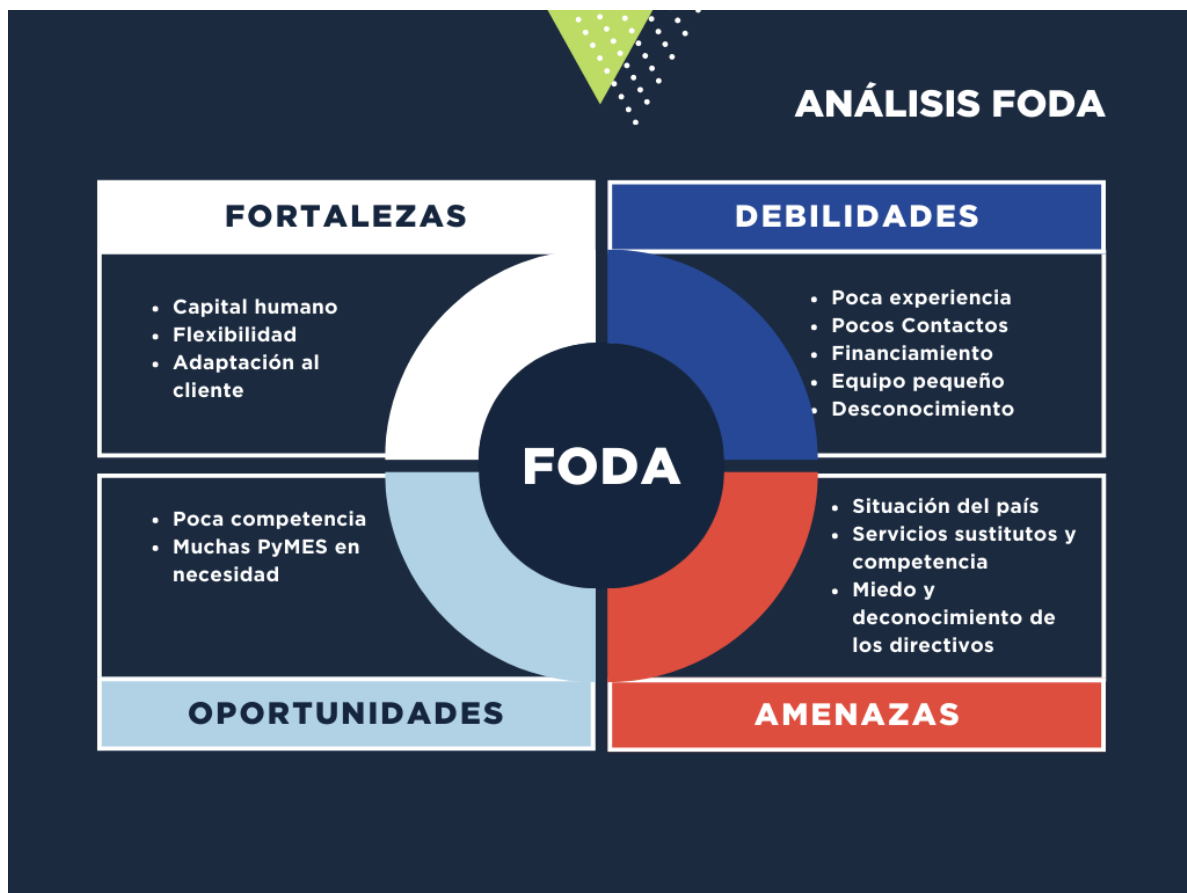 ANÁLISIS FODA
FORTALEZAS
• Capital humano
• Flexibilidad
• Adaptación al
cliente
DEBILIDADES
• Poca experiencia
• Pocos Contactos
• Financiamiento
• Equipo pequeño
• Desconocimiento
FODA
• Poca competencia
• Muchas PyMES en
necesidad
OPORTUNIDADES
• Situación del país
• Servicios sustitutos y
competencia
• Miedo y
deconocimiento de
los directivos
AMENAZAS